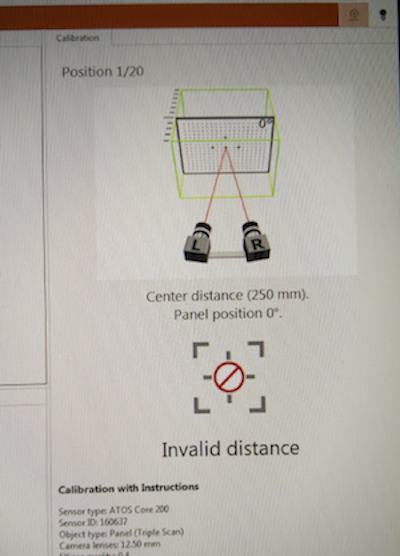 Calibration
Position 1/20
0°
L R
Center distance (250 mm).
Panel position 0°.
Invalid distance
Calibration with Instructions
Sensor type: ATOS Core 200
Sensor ID: 160637
Object type: Panel (Triple Scan)
Camera lenses: 12.50 mm